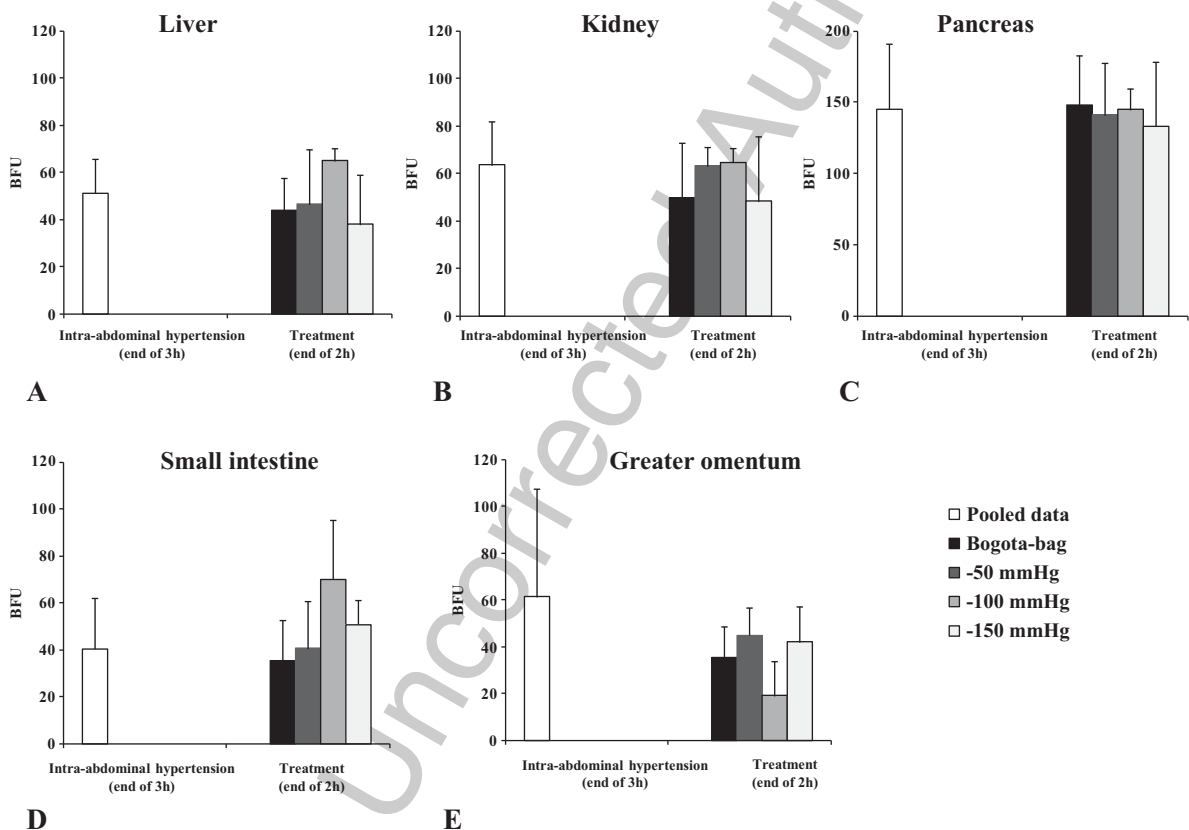 Liver
120
100
80
60
40
20
0
BFU
Intra-abdominal hypertension
(end of 3h)
Treatment
(end of 2h)
A
Kidney
120
100
80
60
40
20
0
BFU
Intra-abdominal hypertension
(end of 3h)
Treatment
(end of 2h)
B
Pancreas
200
150
100
50
0
BFU
Intra-abdominal hypertension
(end of 3h)
Treatment
(end of 2h)
C
Small intestine
120
100
80
60
40
20
0
BFU
Intra-abdominal hypertension
(end of 3h)
Treatment
(end of 2h)
D
Greater omentum
120
100
80
60
40
20
0
BFU
Intra-abdominal hypertension
(end of 3h)
Treatment
(end of 2h)
E
Pooled data
Bogota-bag
-50 mmHg
-100 mmHg
-150 mmHg
Uncorrected Auth